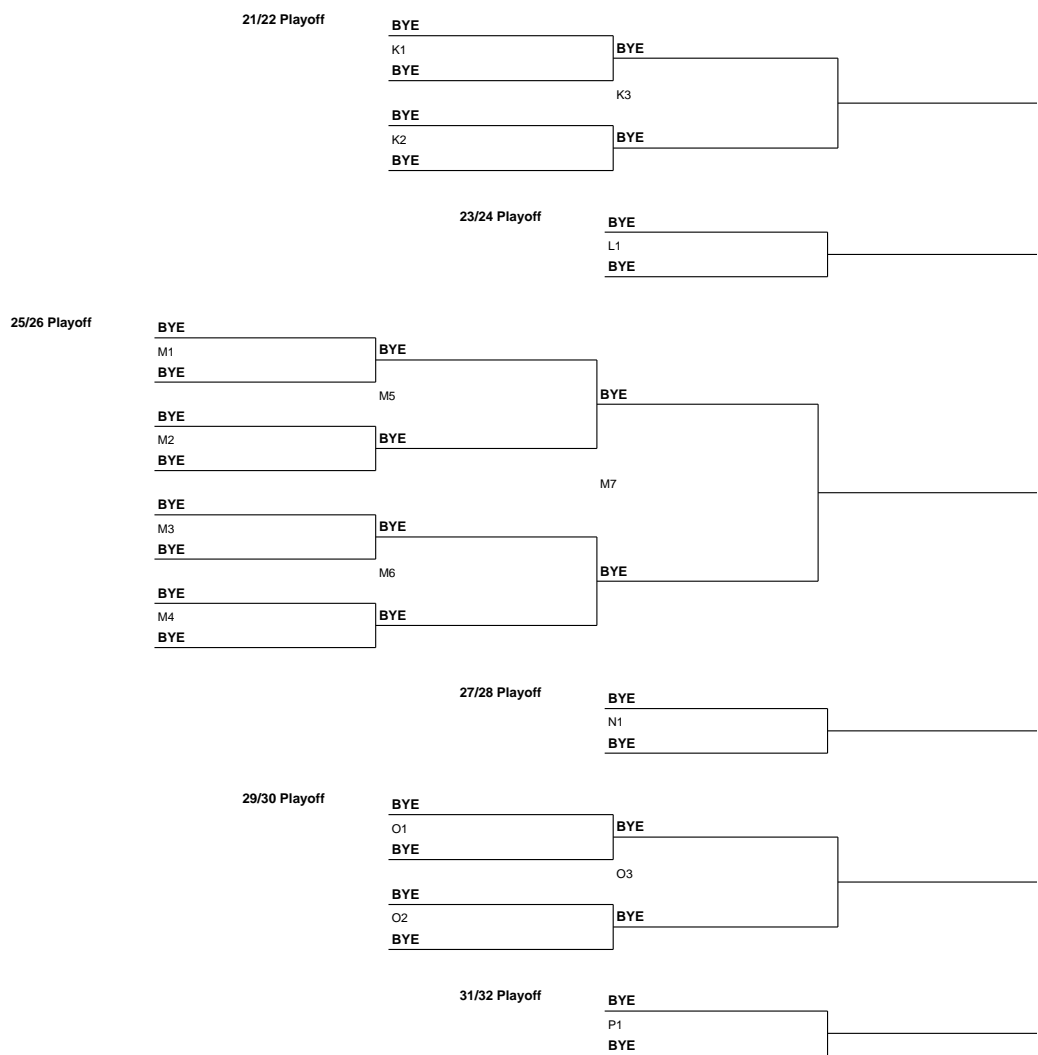 21/22 Playoff
BYE
K1
BYE
BYE
K3
BYE
K2
BYE
BYE
23/24 Playoff
BYE
L1
BYE
25/26 Playoff
BYE
M1
BYE
BYE
M5
BYE
BYE
M2
BYE
BYE
M7
BYE
M3
BYE
BYE
M6
BYE
BYE
M4
BYE
BYE
27/28 Playoff
BYE
N1
BYE
29/30 Playoff
BYE
O1
BYE
BYE
O3
BYE
O2
BYE
BYE
31/32 Playoff
BYE
P1
BYE